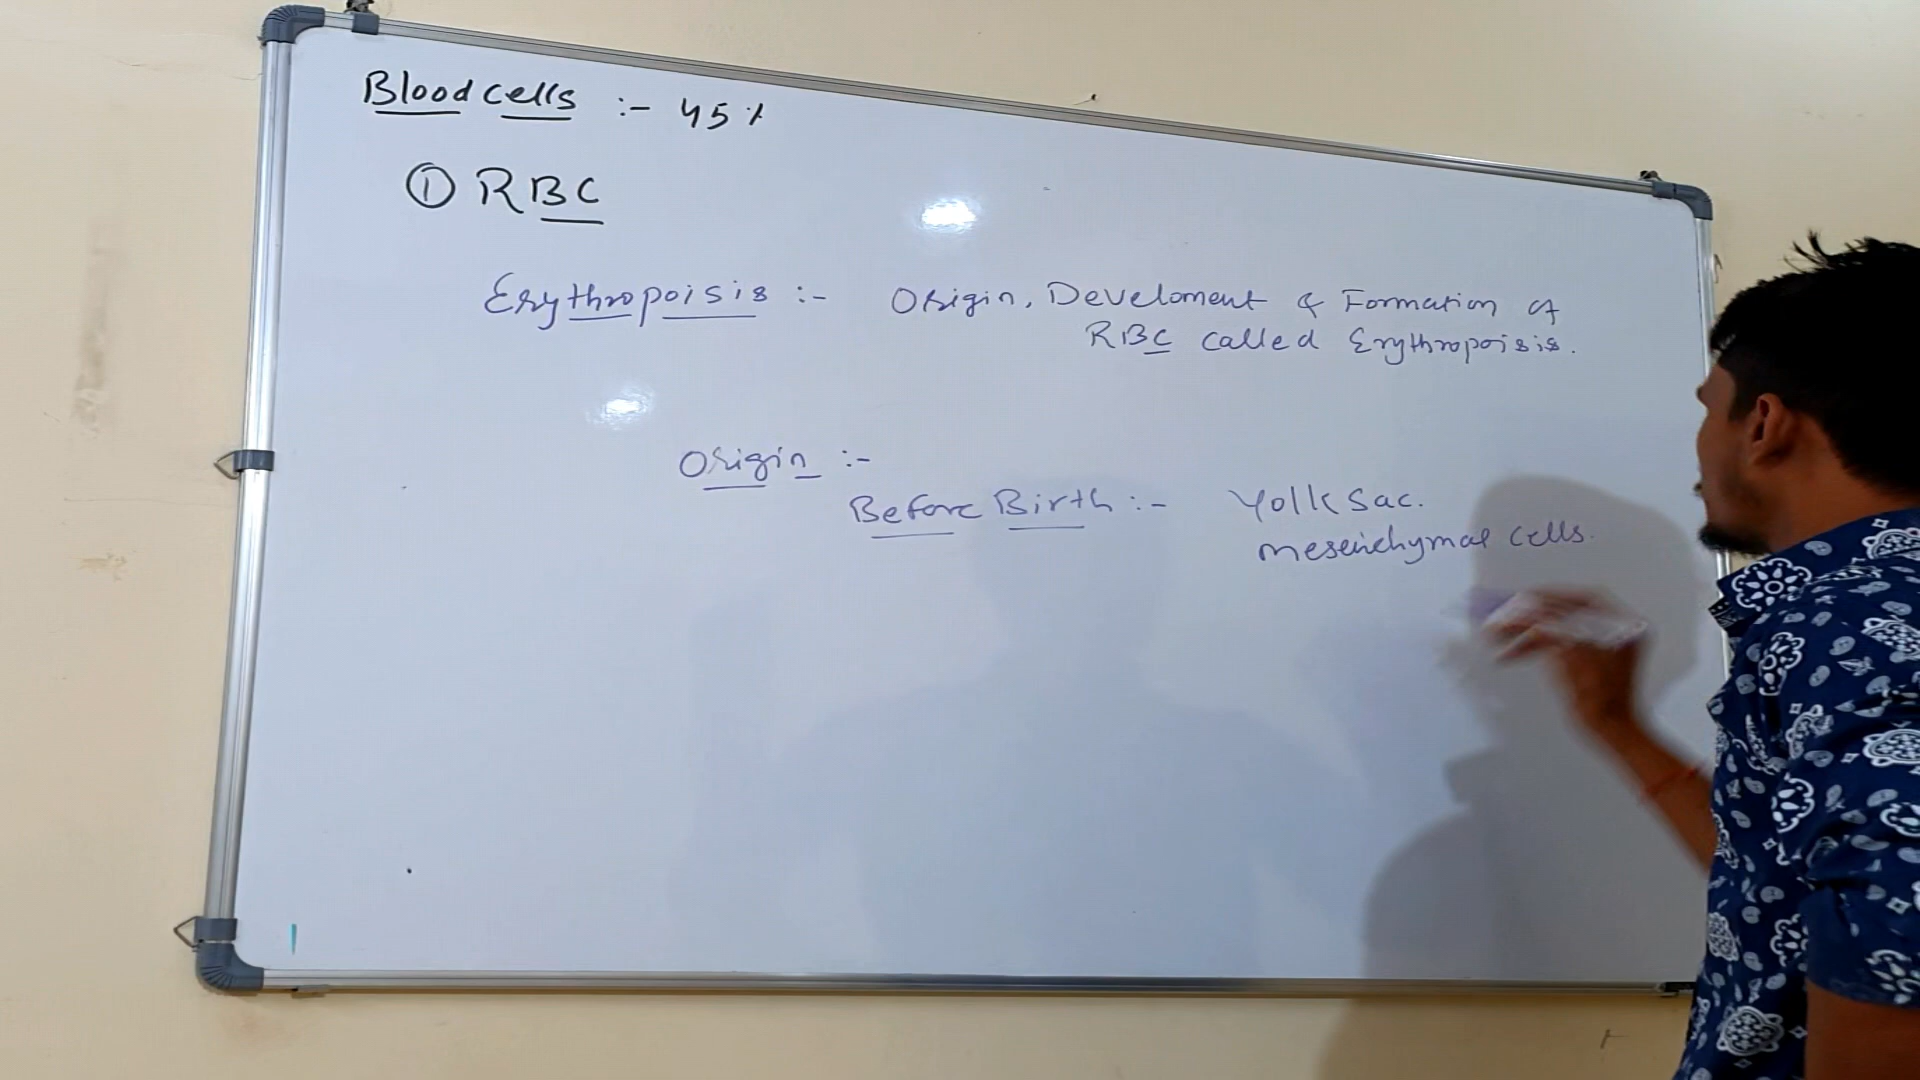 Blood cells :- 45%
① RBC
Erythropoisis :- Origin, Develoment & Formation of
RBC called Erythropoisis.
Origin :-
Before Birth :- Yolk Sac.
mesenchymal cells.